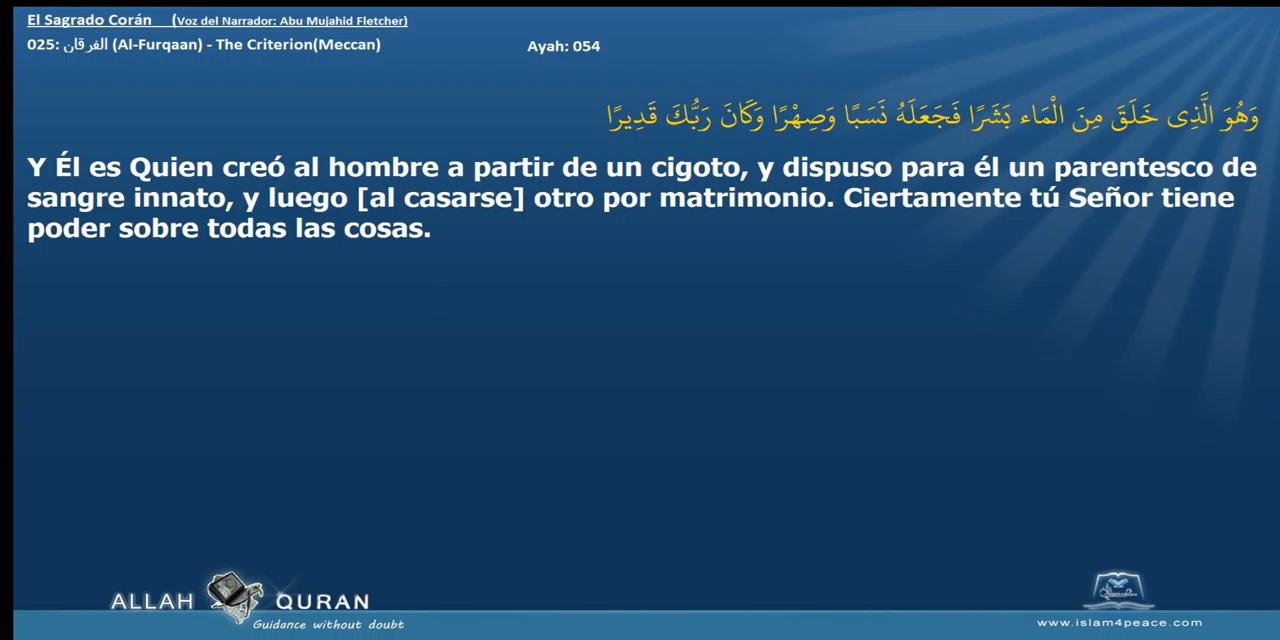 El Sagrado Corán (Voz del Narrador: Abu Mujahid Fletcher)
025: الفرقان (Al-Furqaan) - The Criterion(Meccan) Ayah: 054
وَهُوَ الَّذِى خَلَقَ مِنَ الْمَاء بَشَرًا فَجَعَلَهُ نَسَبًا وَصِهْرًا وَكَانَ رَبُّكَ قَدِيرًا
Y Él es Quien creó al hombre a partir de un cigoto, y dispuso para él un parentesco de
sangre innato, y luego [al casarse] otro por matrimonio. Ciertamente tú Señor tiene
poder sobre todas las cosas.
ALLAH QURAN
Guidance without doubt
www.islam4peace.com